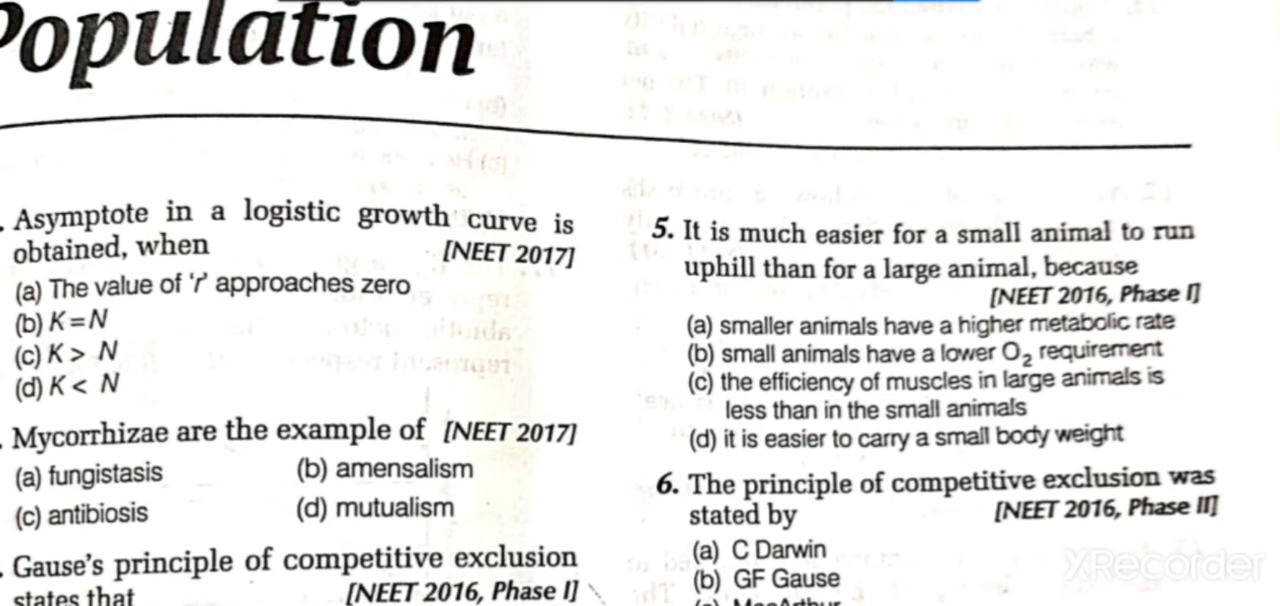 Population
Asymptote in a logistic growth curve is
obtained, when [NEET 2017]
(a) The value of 'r' approaches zero
(b) K = N
(c) K > N
(d) K < N
Mycorrhizae are the example of [NEET 2017]
(a) fungistasis (b) amensalism
(c) antibiosis (d) mutualism
Gause's principle of competitive exclusion
states that [NEET 2016, Phase I]
5. It is much easier for a small animal to run
uphill than for a large animal, because
[NEET 2016, Phase I]
(a) smaller animals have a higher metabolic rate
(b) small animals have a lower O₂ requirement
(c) the efficiency of muscles in large animals is
less than in the small animals
(d) it is easier to carry a small body weight
6. The principle of competitive exclusion was
stated by [NEET 2016, Phase II]
(a) C Darwin
(b) GF Gause
(c) MacArthur
XRecorder